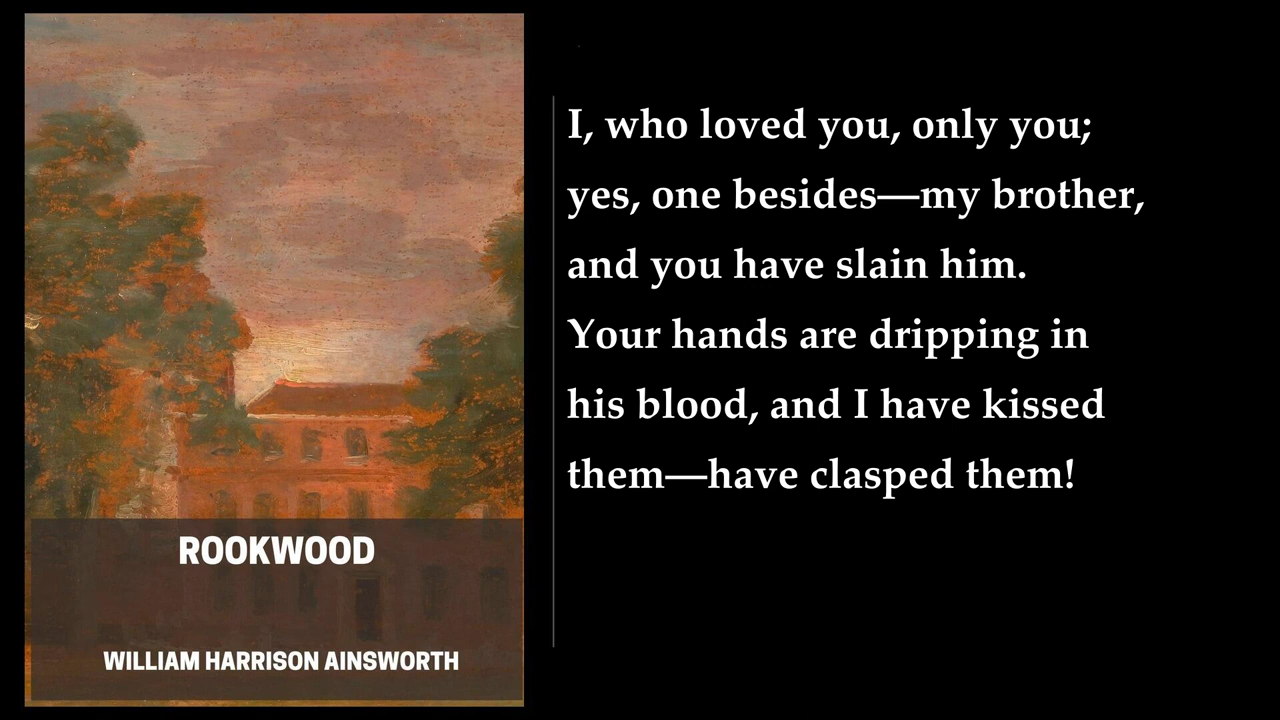 ROOKWOOD
WILLIAM HARRISON AINSWORTH
I, who loved you, only you;
yes, one besides—my brother,
and you have slain him.
Your hands are dripping in
his blood, and I have kissed
them—have clasped them!